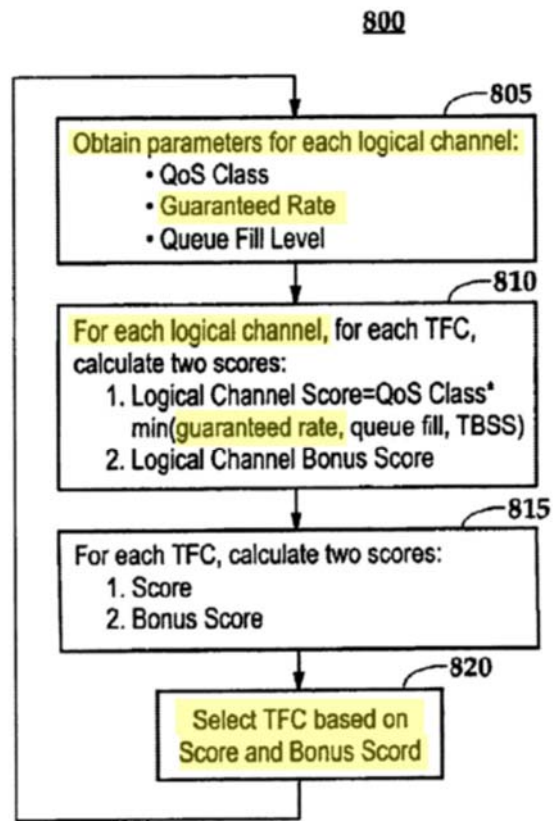 800
805
Obtain parameters for each logical channel:
• QoS Class
• Guaranteed Rate
• Queue Fill Level
810
For each logical channel, for each TFC,
calculate two scores:
1. Logical Channel Score=QoS Class*
min(guaranteed rate, queue fill, TBSS)
2. Logical Channel Bonus Score
815
For each TFC, calculate two scores:
1. Score
2. Bonus Score
820
Select TFC based on
Score and Bonus Scord